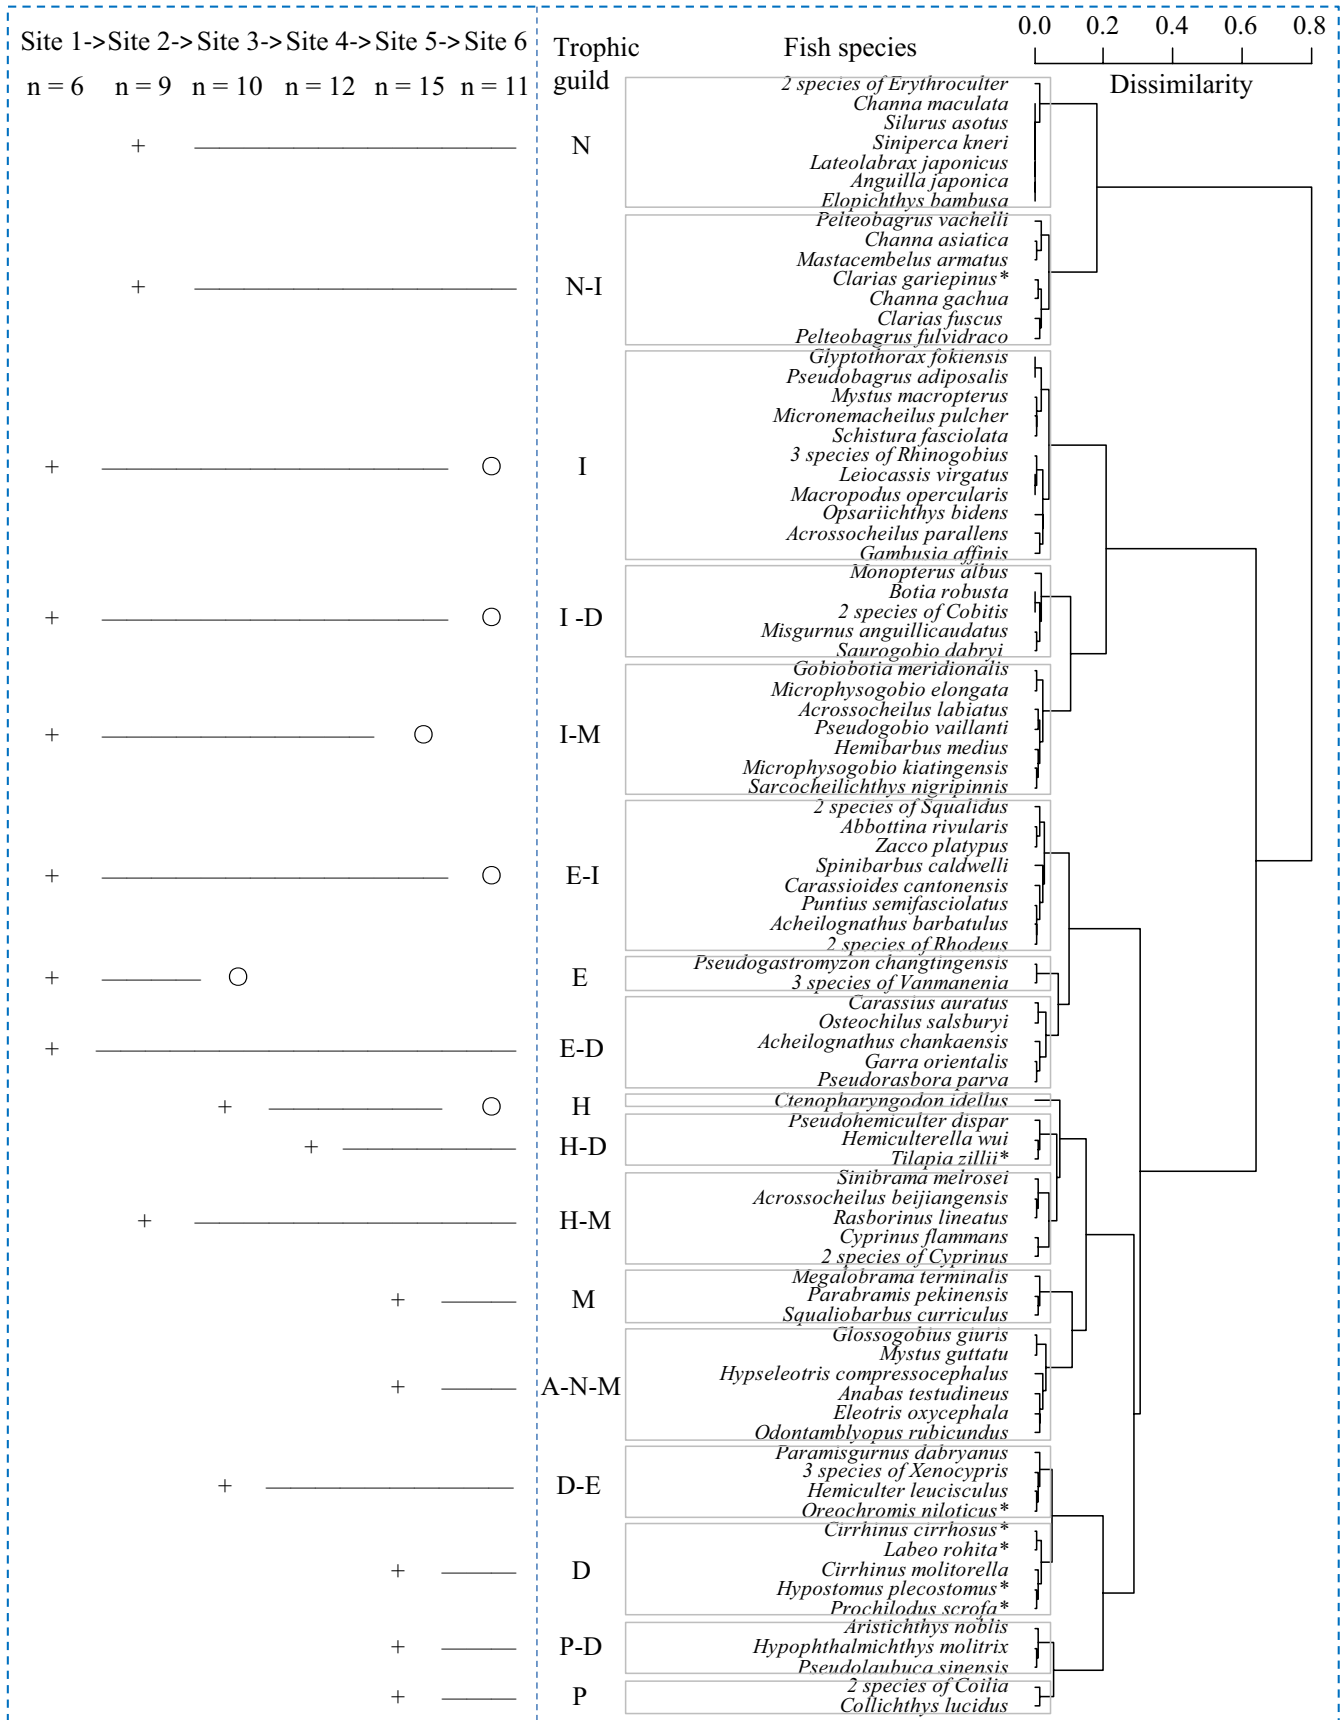 Site 1->Site 2->Site 3->Site 4->Site 5->Site 6
n = 6 n = 9 n = 10 n = 12 n = 15 n = 11
Trophic
guild
Fish species
0.0 0.2 0.4 0.6 0.8
Dissimilarity
+ N
2 species of Erythroculter
Channa maculata
Silurus asotus
Siniperca kneri
Lateolabrax japonicus
Anguilla japonica
Elopichthys bambusa
+ N-I
Pelteobagrus vachelli
Channa asiatica
Mastacembelus armatus
Clarias gariepinus*
Channa gachua
Clarias fuscus
Pelteobagrus fulvidraco
+ I
Glyptothorax fokiensis
Pseudobagrus adiposalis
Mystus macropterus
Micronemacheilus pulcher
Schistura fasciolata
3 species of Rhinogobius
Leiocassis virgatus
Macropodus opercularis
Opsariichthys bidens
Acrossocheilus parallens
Gambusia affinis
+ I -D
Monopterus albus
Botia robusta
2 species of Cobitis
Misgurnus anguillicaudatus
Saurogobio dabryi
+ I-M
Gobiobotia meridionalis
Microphysogobio elongata
Acrossocheilus labiatus
Pseudogobio vaillanti
Hemibarbus medius
Microphysogobio kiatingensis
Sarcocheilichthys nigripinnis
+ E-I
2 species of Squalidus
Abbottina rivularis
Zacco platypus
Spinibarbus caldwelli
Carassioides cantonensis
Puntius semifasciolatus
Acheilognathus barbatulus
2 species of Rhodeus
+ E
Pseudogastromyzon changtingensis
3 species of Vanmanenia
+ E-D
Carassius auratus
Osteochilus salsburyi
Acheilognathus chankaensis
Garra orientalis
Pseudorasbora parva
+ H
Ctenopharyngodon idellus
+ H-D
Pseudohemiculter dispar
Hemiculterella wui
Tilapia zillii*
+ H-M
Sinibrama melrosei
Acrossocheilus beijiangensis
Rasborinus lineatus
Cyprinus flammans
2 species of Cyprinus
+ M
Megalobrama terminalis
Parabramis pekinensis
Squaliobarbus curriculus
+ A-N-M
Glossogobius giuris
Mystus guttatu
Hypseleotris compressocephalus
Anabas testudineus
Eleotris oxycephala
Odontamblyopus rubicundus
+ D-E
Paramisgurnus dabryanus
3 species of Xenocypris
Hemiculter leucisculus
Oreochromis niloticus*
+ D
Cirrhinus cirrhosus*
Labeo rohita*
Cirrhinus molitorella
Hypostomus plecostomus*
Prochilodus scrofa*
+ P-D
Aristichthys noblis
Hypophthalmichthys molitrix
Pseudolaubuca sinensis
+ P
2 species of Coilia
Collichthys lucidus